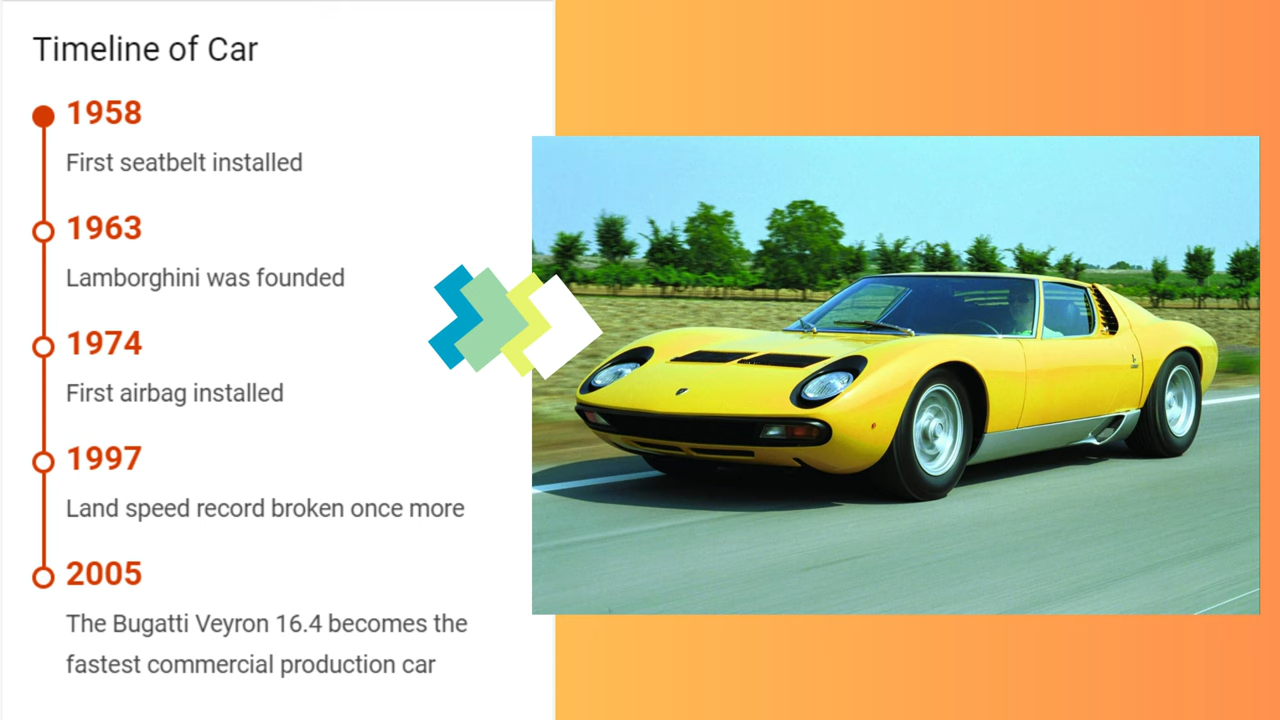 Timeline of Car
1958
First seatbelt installed
1963
Lamborghini was founded
1974
First airbag installed
1997
Land speed record broken once more
2005
The Bugatti Veyron 16.4 becomes the
fastest commercial production car